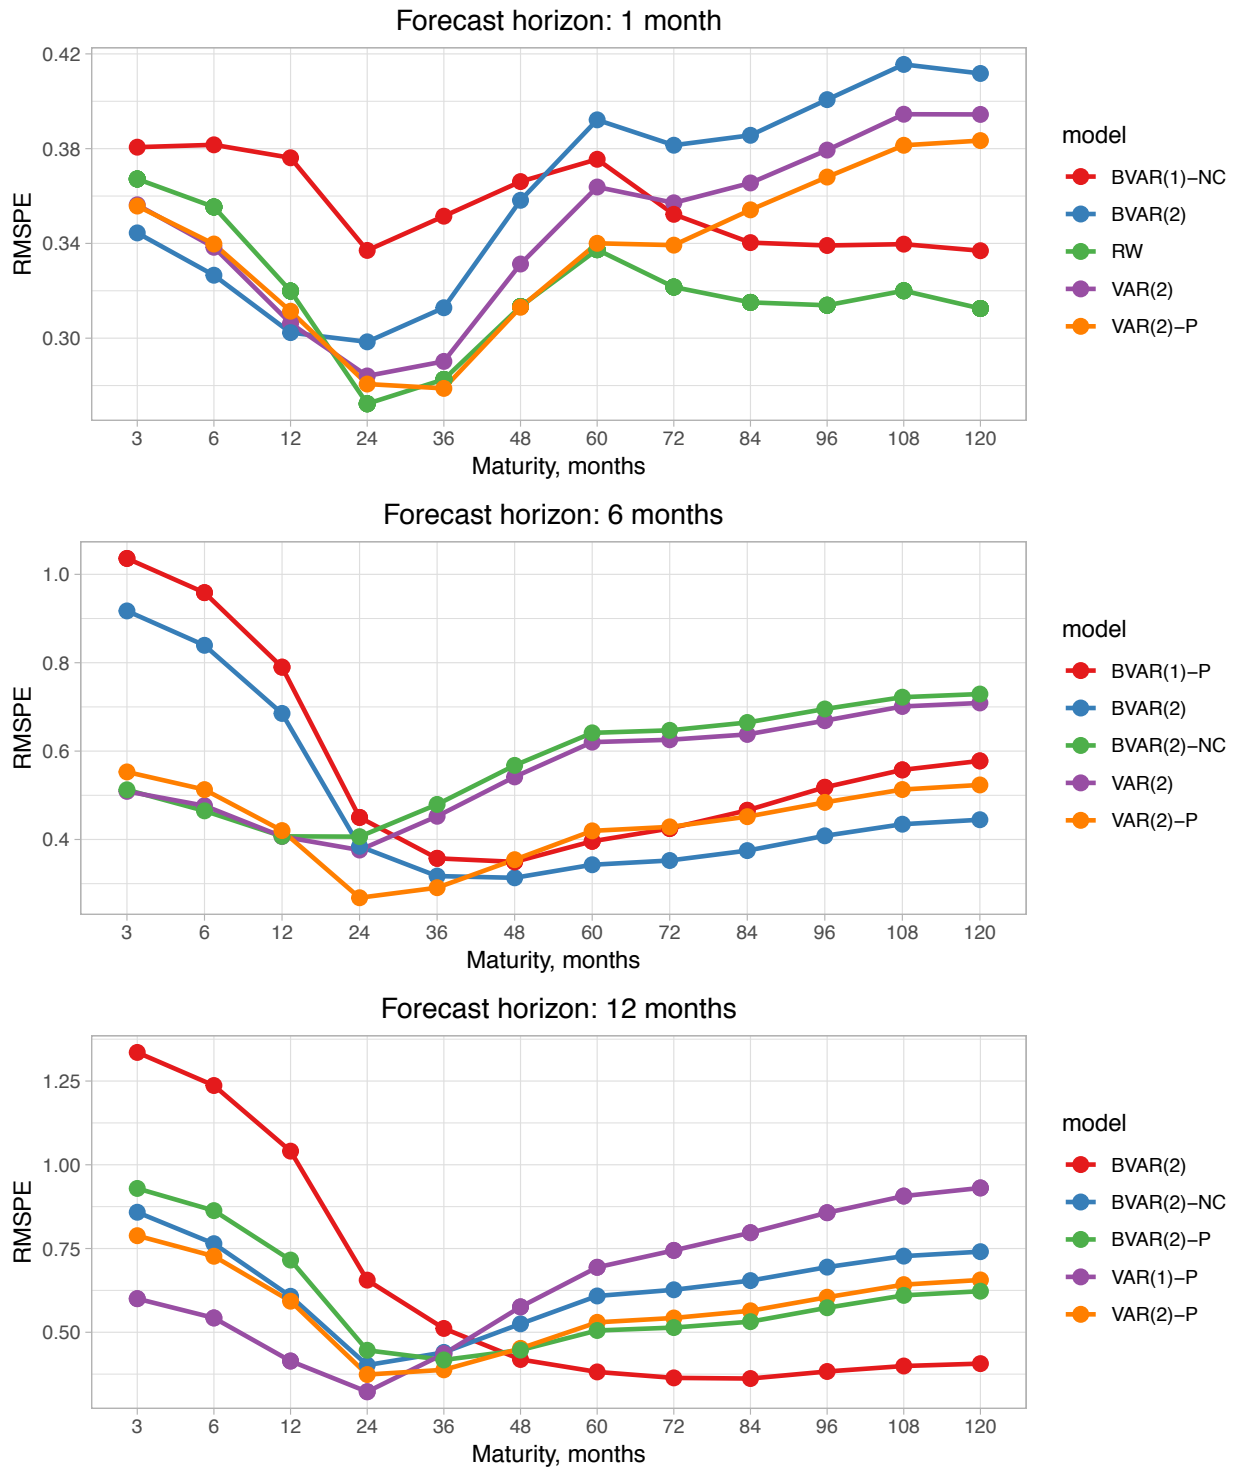 Forecast horizon: 1 month
RMSPE
0.42
0.38
0.34
0.30
3 6 12 24 36 48 60 72 84 96 108 120
Maturity, months
model
BVAR(1)−NC
BVAR(2)
RW
VAR(2)
VAR(2)−P
Forecast horizon: 6 months
RMSPE
1.0
0.8
0.6
0.4
3 6 12 24 36 48 60 72 84 96 108 120
Maturity, months
model
BVAR(1)−P
BVAR(2)
BVAR(2)−NC
VAR(2)
VAR(2)−P
Forecast horizon: 12 months
RMSPE
1.25
1.00
0.75
0.50
3 6 12 24 36 48 60 72 84 96 108 120
Maturity, months
model
BVAR(2)
BVAR(2)−NC
BVAR(2)−P
VAR(1)−P
VAR(2)−P